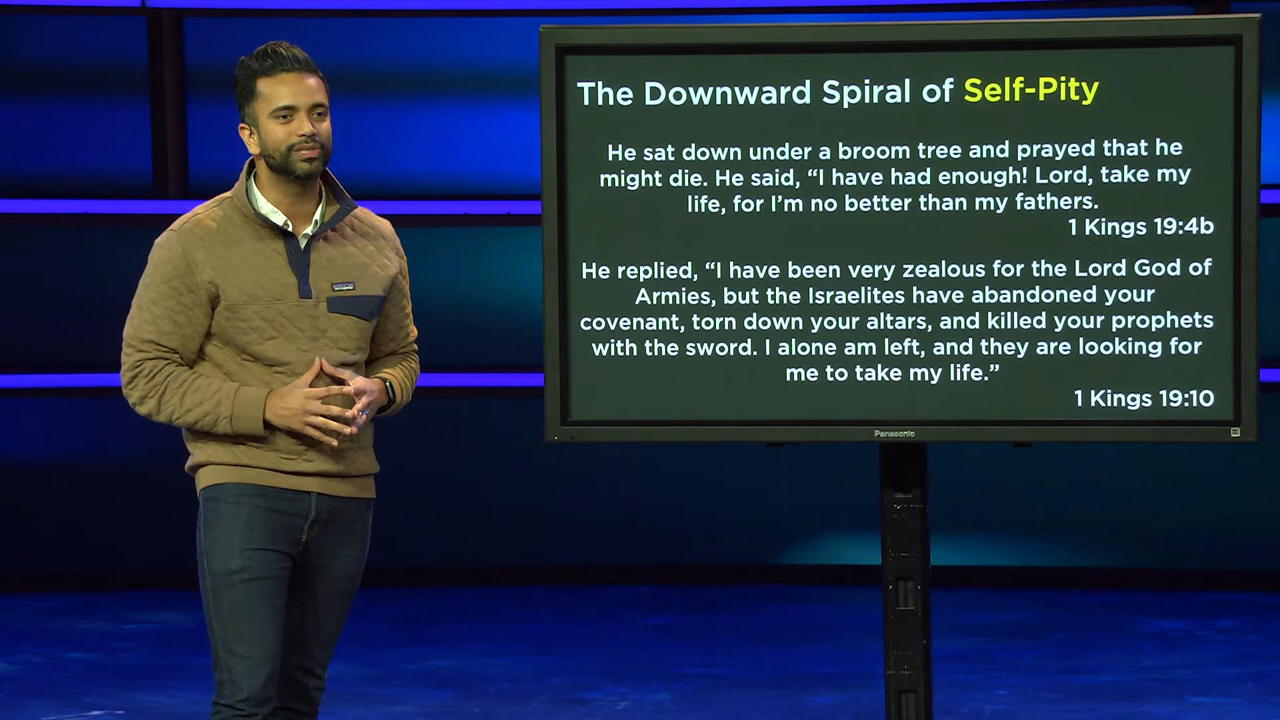 The Downward Spiral of Self-Pity
He sat down under a broom tree and prayed that he
might die. He said, “I have had enough! Lord, take my
life, for I’m no better than my fathers.
1 Kings 19:4b
He replied, “I have been very zealous for the Lord God of
Armies, but the Israelites have abandoned your
covenant, torn down your altars, and killed your prophets
with the sword. I alone am left, and they are looking for
me to take my life.”
1 Kings 19:10
Panasonic